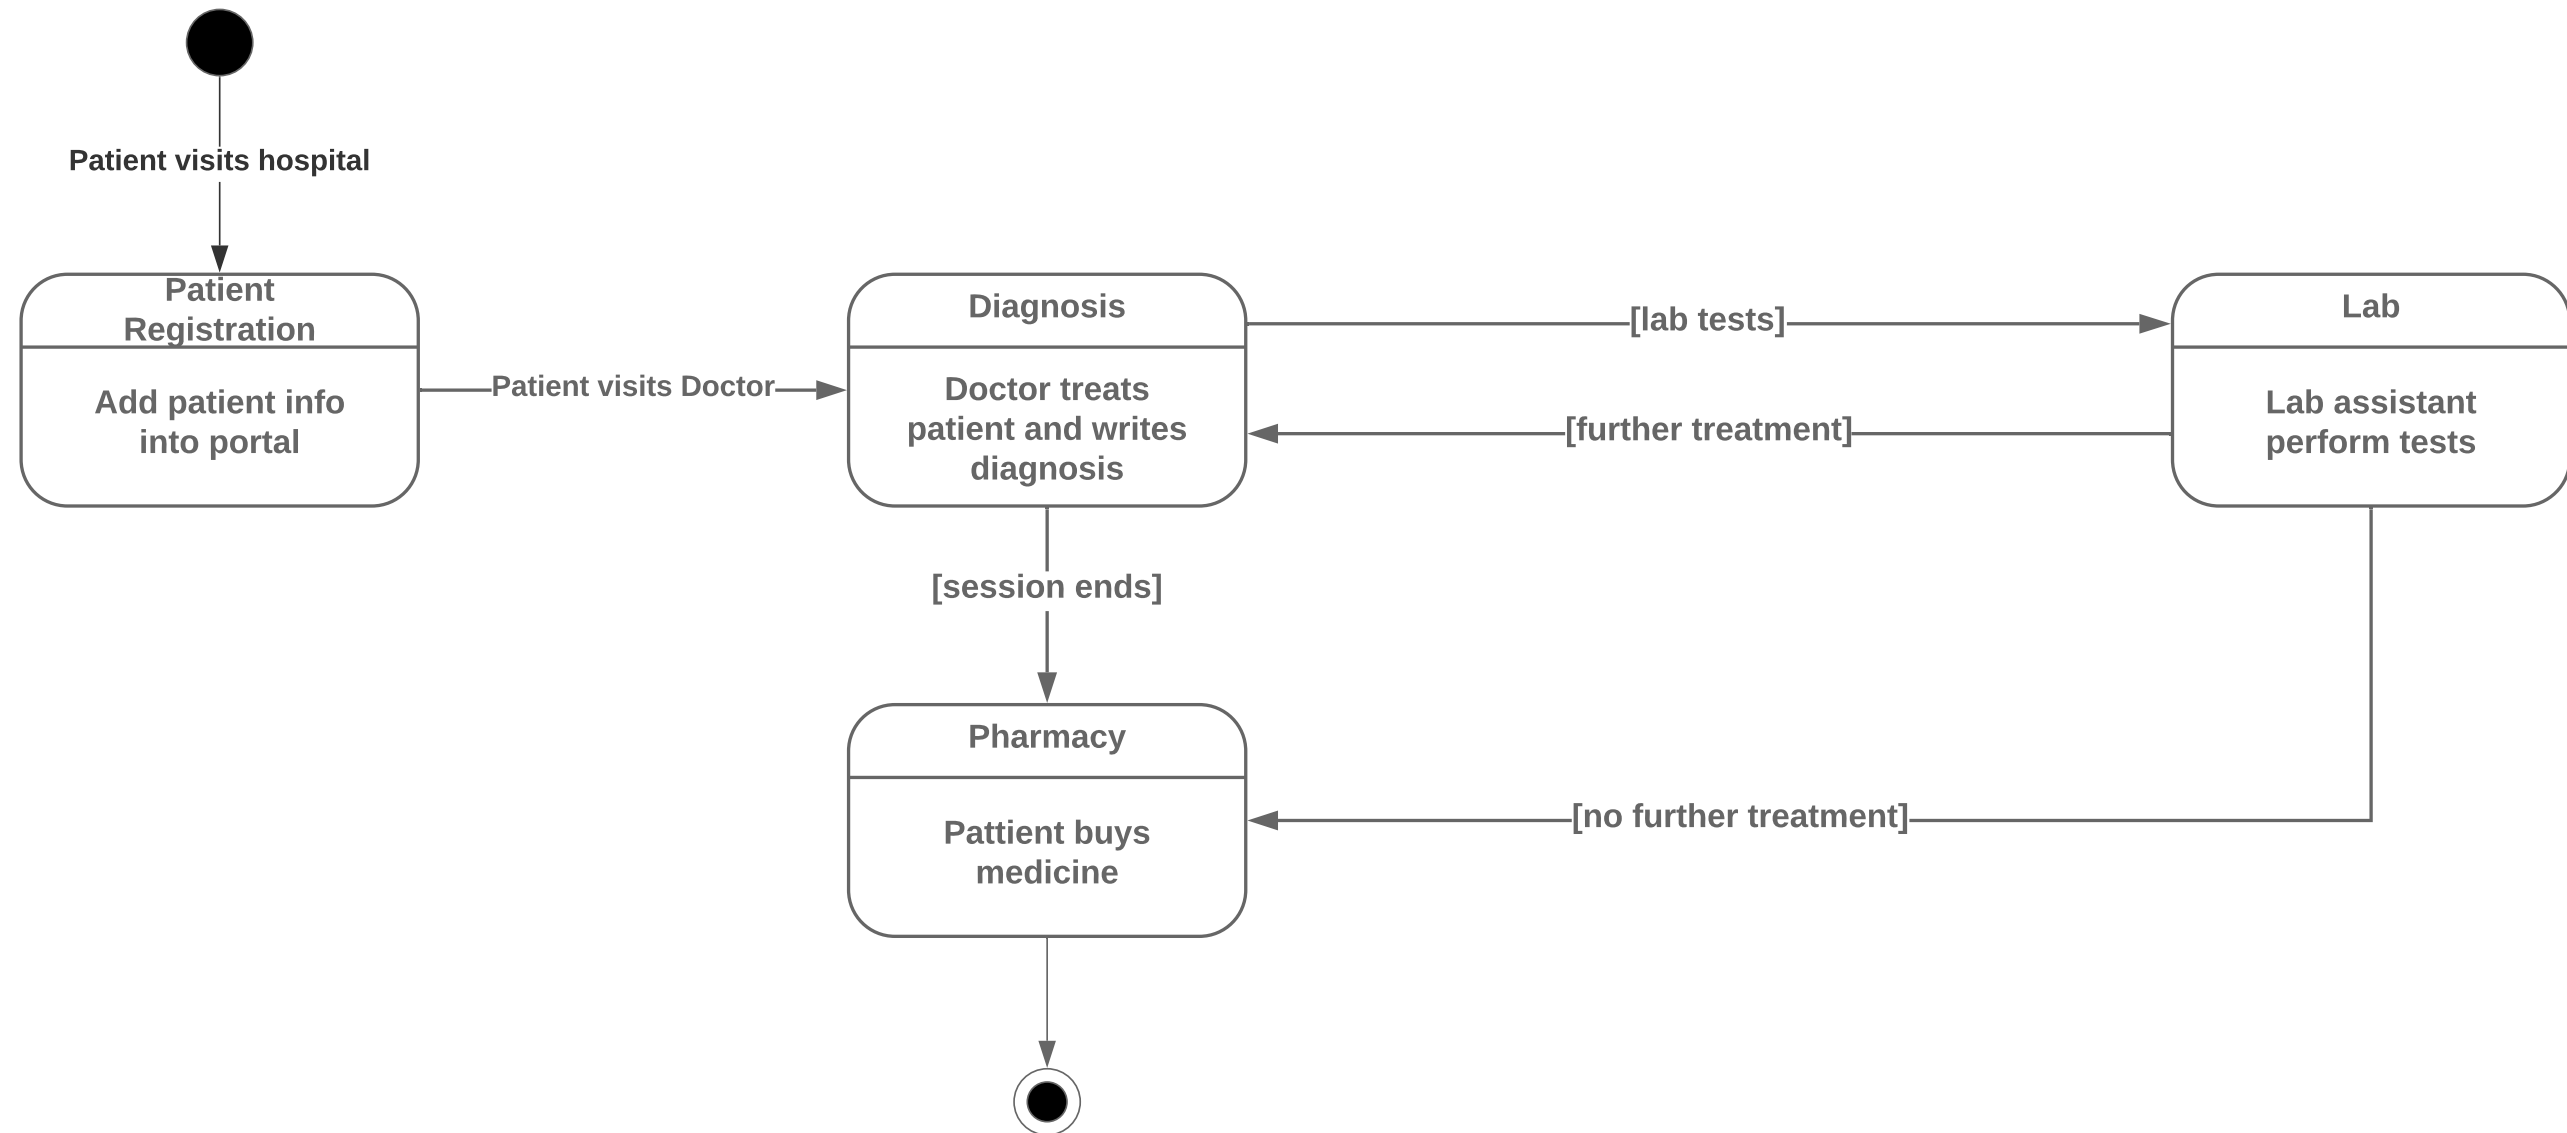 Patient visits hospital
Patient
Registration
Add patient info
into portal
Patient visits Doctor
Diagnosis
Doctor treats
patient and writes
diagnosis
[lab tests]
[further treatment]
Lab
Lab assistant
perform tests
[session ends]
Pharmacy
Pattient buys
medicine
[no further treatment]